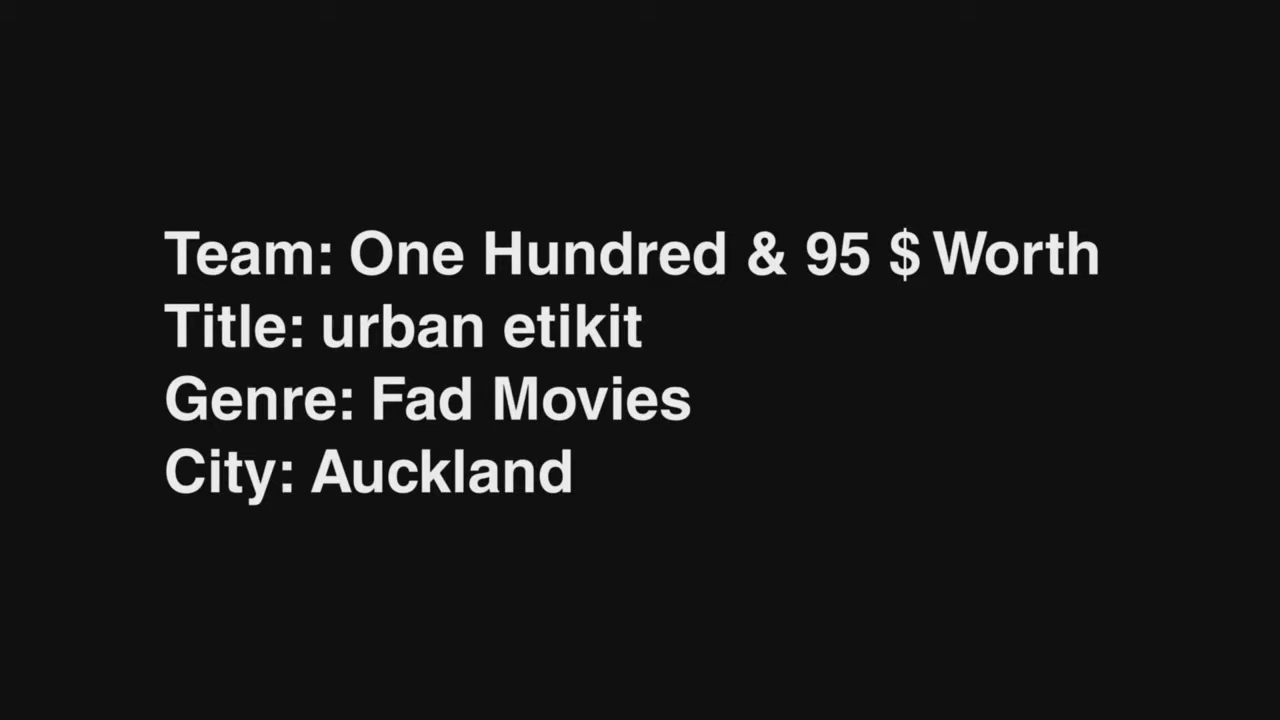 Team: One Hundred & 95 $ Worth
Title: urban etikit
Genre: Fad Movies
City: Auckland